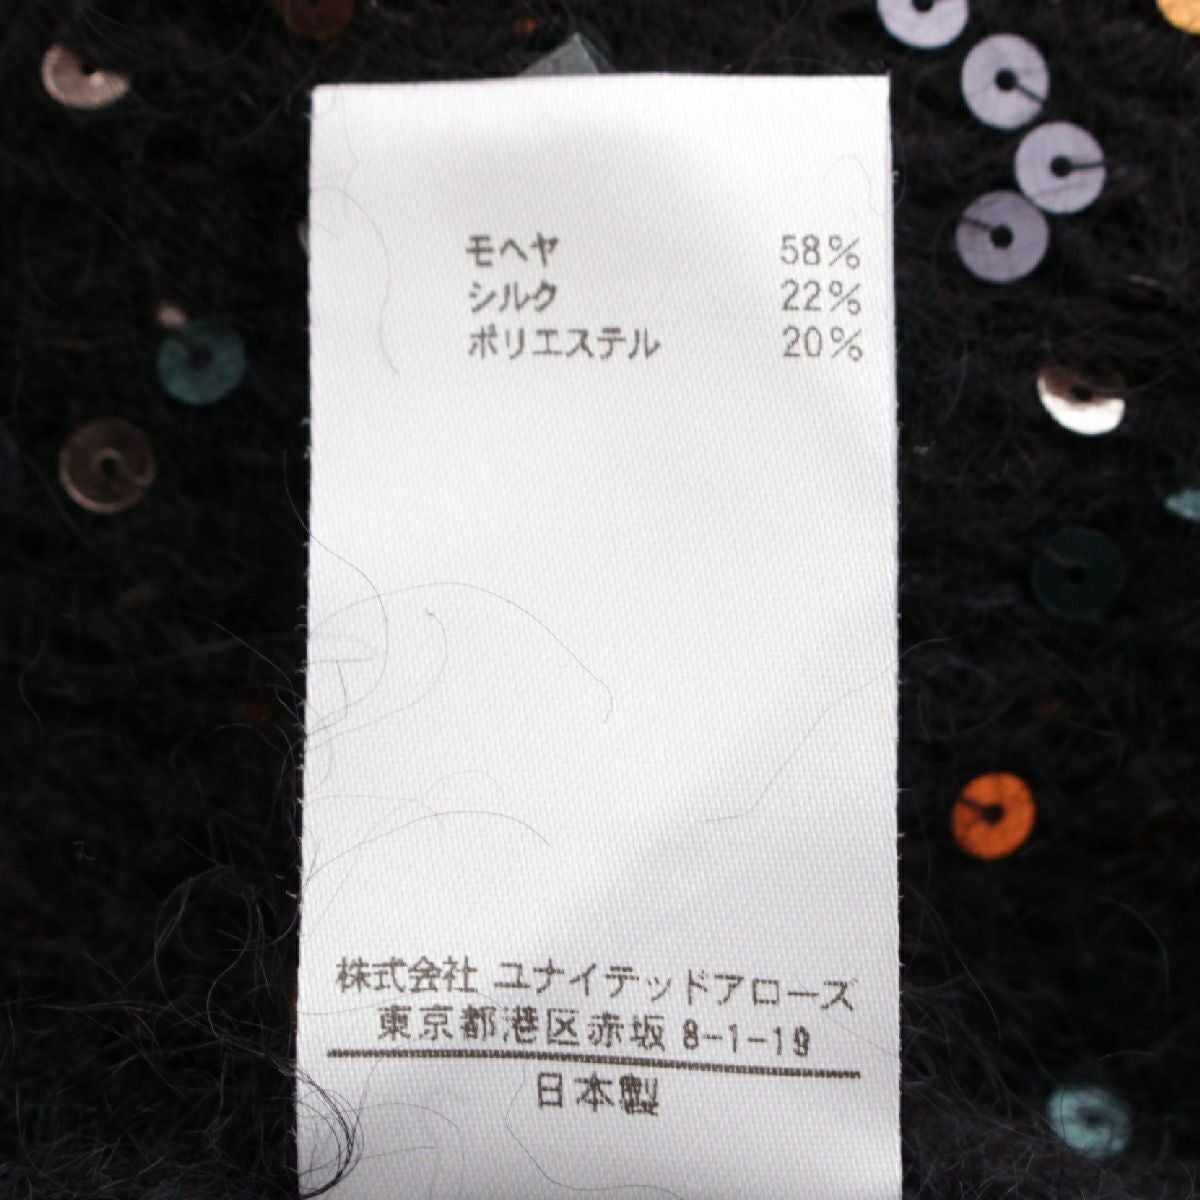 モヘヤ 58%
シルク 22%
ポリエステル 20%
株式会社 ユナイテッドアローズ
東京都港区赤坂 8-1-19
日本製